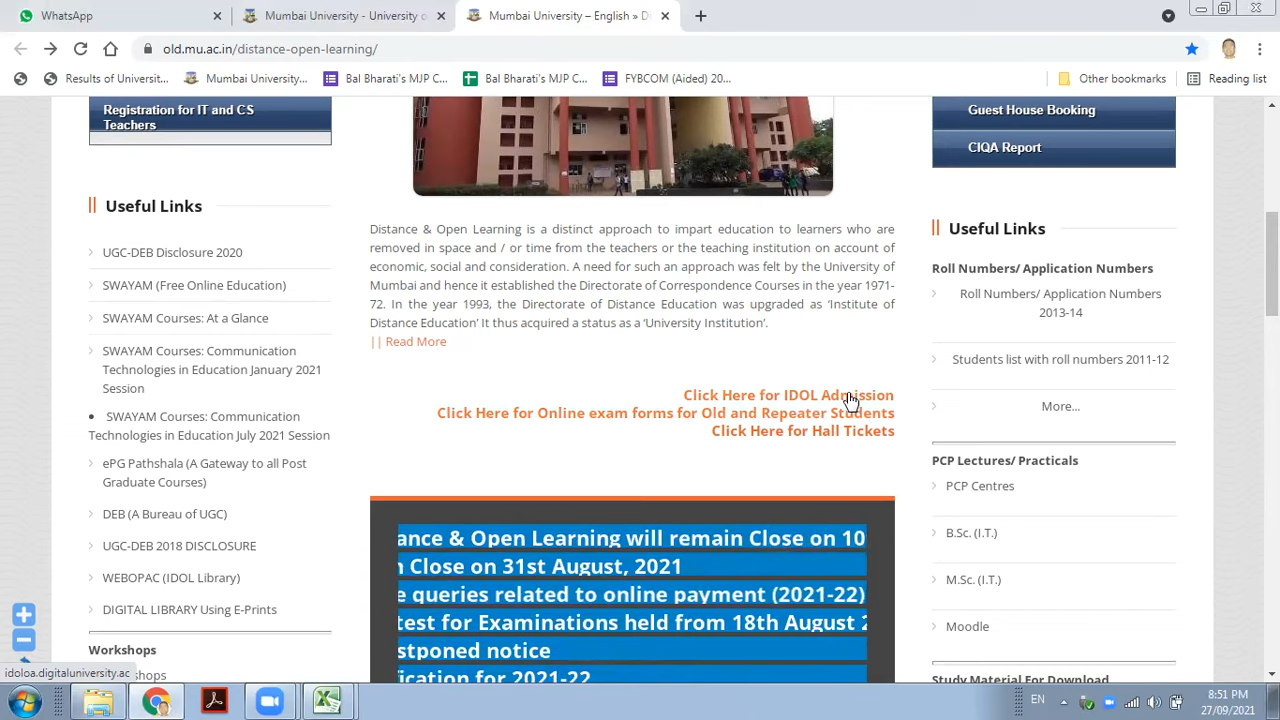 WhatsApp
Mumbai University - University o
Mumbai University – English » D
old.mu.ac.in/distance-open-learning/
Results of Universit...
Mumbai University...
Bal Bharati's MJP C...
Bal Bharati's MJP C...
FYBCOM (Aided) 20...
Other bookmarks
Reading list
Registration for IT and CS
Teachers
Useful Links
UGC-DEB Disclosure 2020
SWAYAM (Free Online Education)
SWAYAM Courses: At a Glance
SWAYAM Courses: Communication
Technologies in Education January 2021
Session
SWAYAM Courses: Communication
Technologies in Education July 2021 Session
ePG Pathshala (A Gateway to all Post
Graduate Courses)
DEB (A Bureau of UGC)
UGC-DEB 2018 DISCLOSURE
WEBOPAC (IDOL Library)
DIGITAL LIBRARY Using E-Prints
Workshops
shops
idoloa.digitaluniversity.ac
Distance & Open Learning is a distinct approach to impart education to learners who are
removed in space and / or time from the teachers or the teaching institution on account of
economic, social and consideration. A need for such an approach was felt by the University of
Mumbai and hence it established the Directorate of Correspondence Courses in the year 1971-
72. In the year 1993, the Directorate of Distance Education was upgraded as ‘Institute of
Distance Education’ It thus acquired a status as a ‘University Institution’.
|| Read More
Click Here for IDOL Admission
Click Here for Online exam forms for Old and Repeater Students
Click Here for Hall Tickets
ance & Open Learning will remain Close on 10
n Close on 31st August, 2021
e queries related to online payment (2021-22)
test for Examinations held from 18th August 2
stponed notice
fication for 2021-22
Guest House Booking
CIQA Report
Useful Links
Roll Numbers/ Application Numbers
Roll Numbers/ Application Numbers
2013-14
Students list with roll numbers 2011-12
More...
PCP Lectures/ Practicals
PCP Centres
B.Sc. (I.T.)
M.Sc. (I.T.)
Moodle
Study Material For Download
EN
8:51 PM
27/09/2021